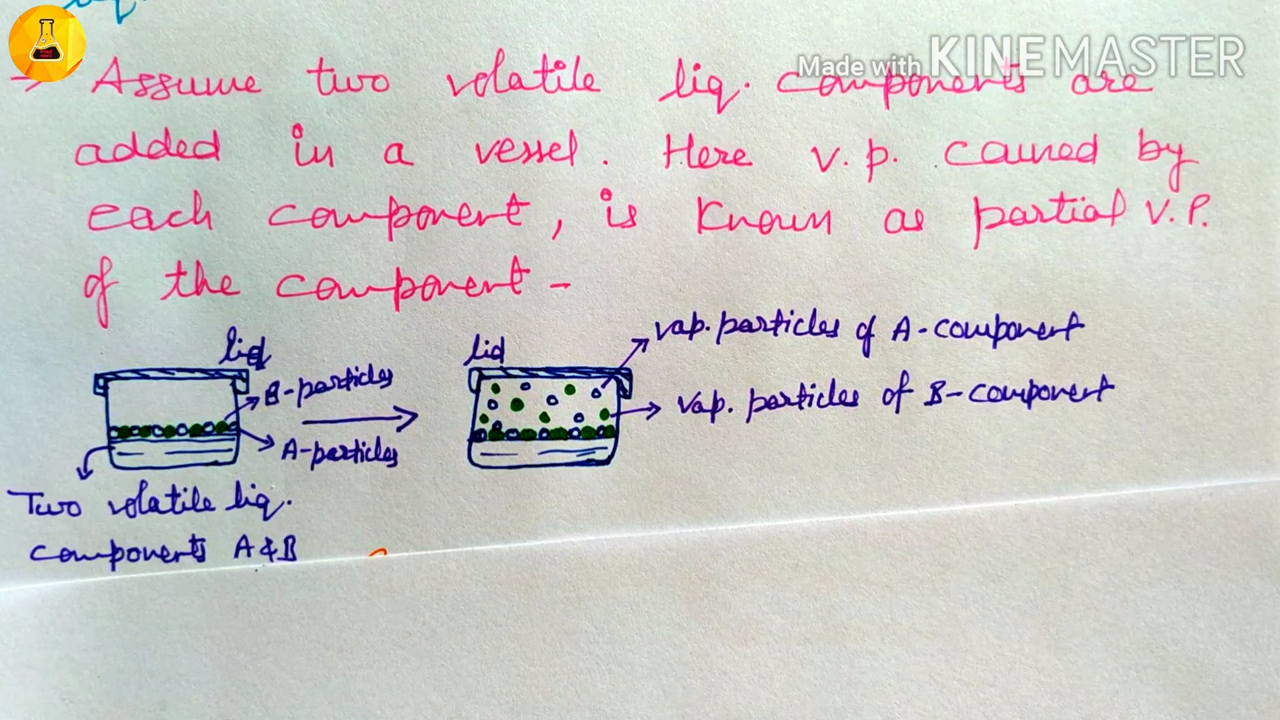 liq.
Made with KINEMASTER
→ Assume two volatile liq. components are
added in a vessel. Here v.p. caused by
each component, is known as partial V.P.
of the component -
lid
B-particles
A-particles
Two volatile liq.
components A & B
lid
vap. particles of A-component
vap. particles of B-component